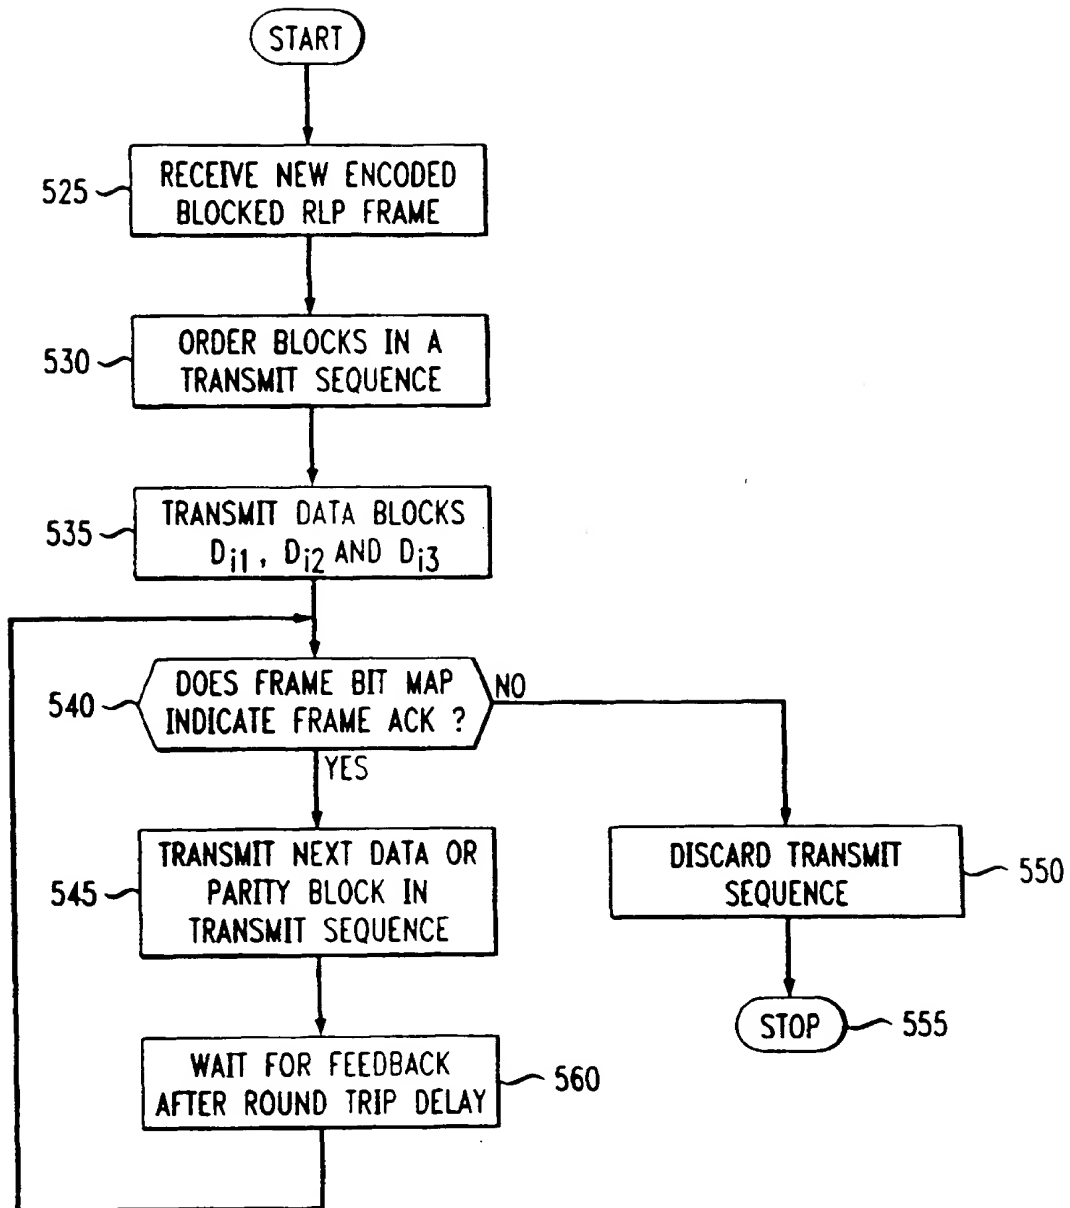 START
525
RECEIVE NEW ENCODED
BLOCKED RLP FRAME
530
ORDER BLOCKS IN A
TRANSMIT SEQUENCE
535
TRANSMIT DATA BLOCKS
Di1, Di2 AND Di3
540
DOES FRAME BIT MAP
INDICATE FRAME ACK ?
NO
YES
545
TRANSMIT NEXT DATA OR
PARITY BLOCK IN
TRANSMIT SEQUENCE
DISCARD TRANSMIT
SEQUENCE
550
STOP
555
WAIT FOR FEEDBACK
AFTER ROUND TRIP DELAY
560